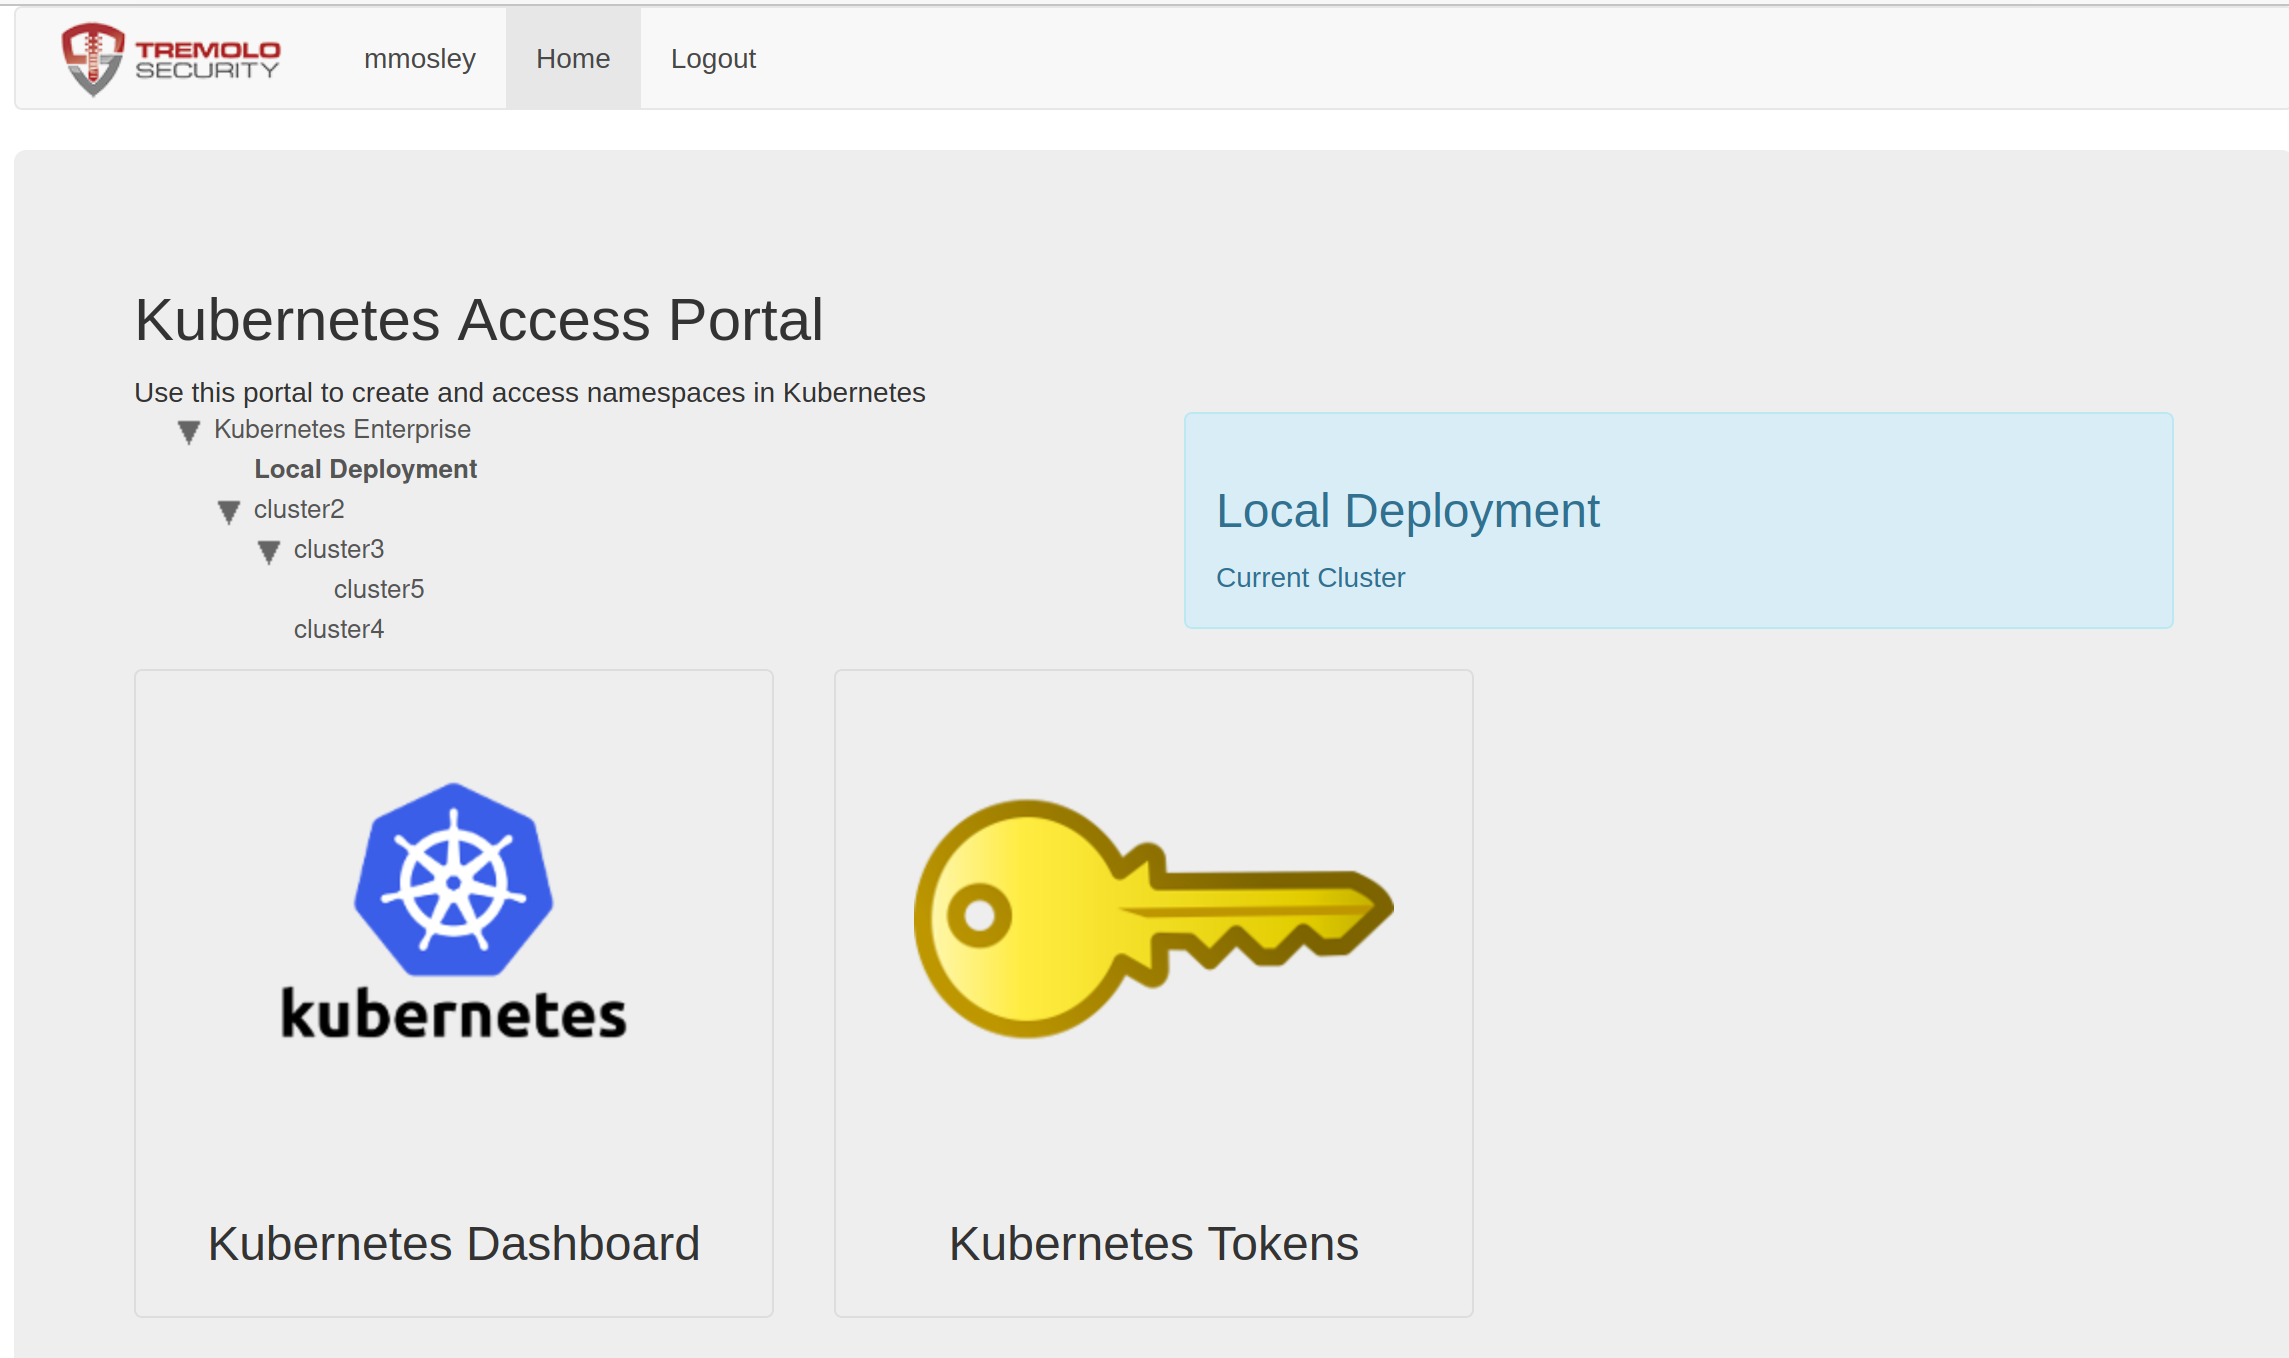 TREMOLO
SECURITY
mmosley
Home
Logout
Kubernetes Access Portal
Use this portal to create and access namespaces in Kubernetes
Kubernetes Enterprise
Local Deployment
cluster2
cluster3
cluster5
cluster4
Local Deployment
Current Cluster
kubernetes
Kubernetes Dashboard
Kubernetes Tokens